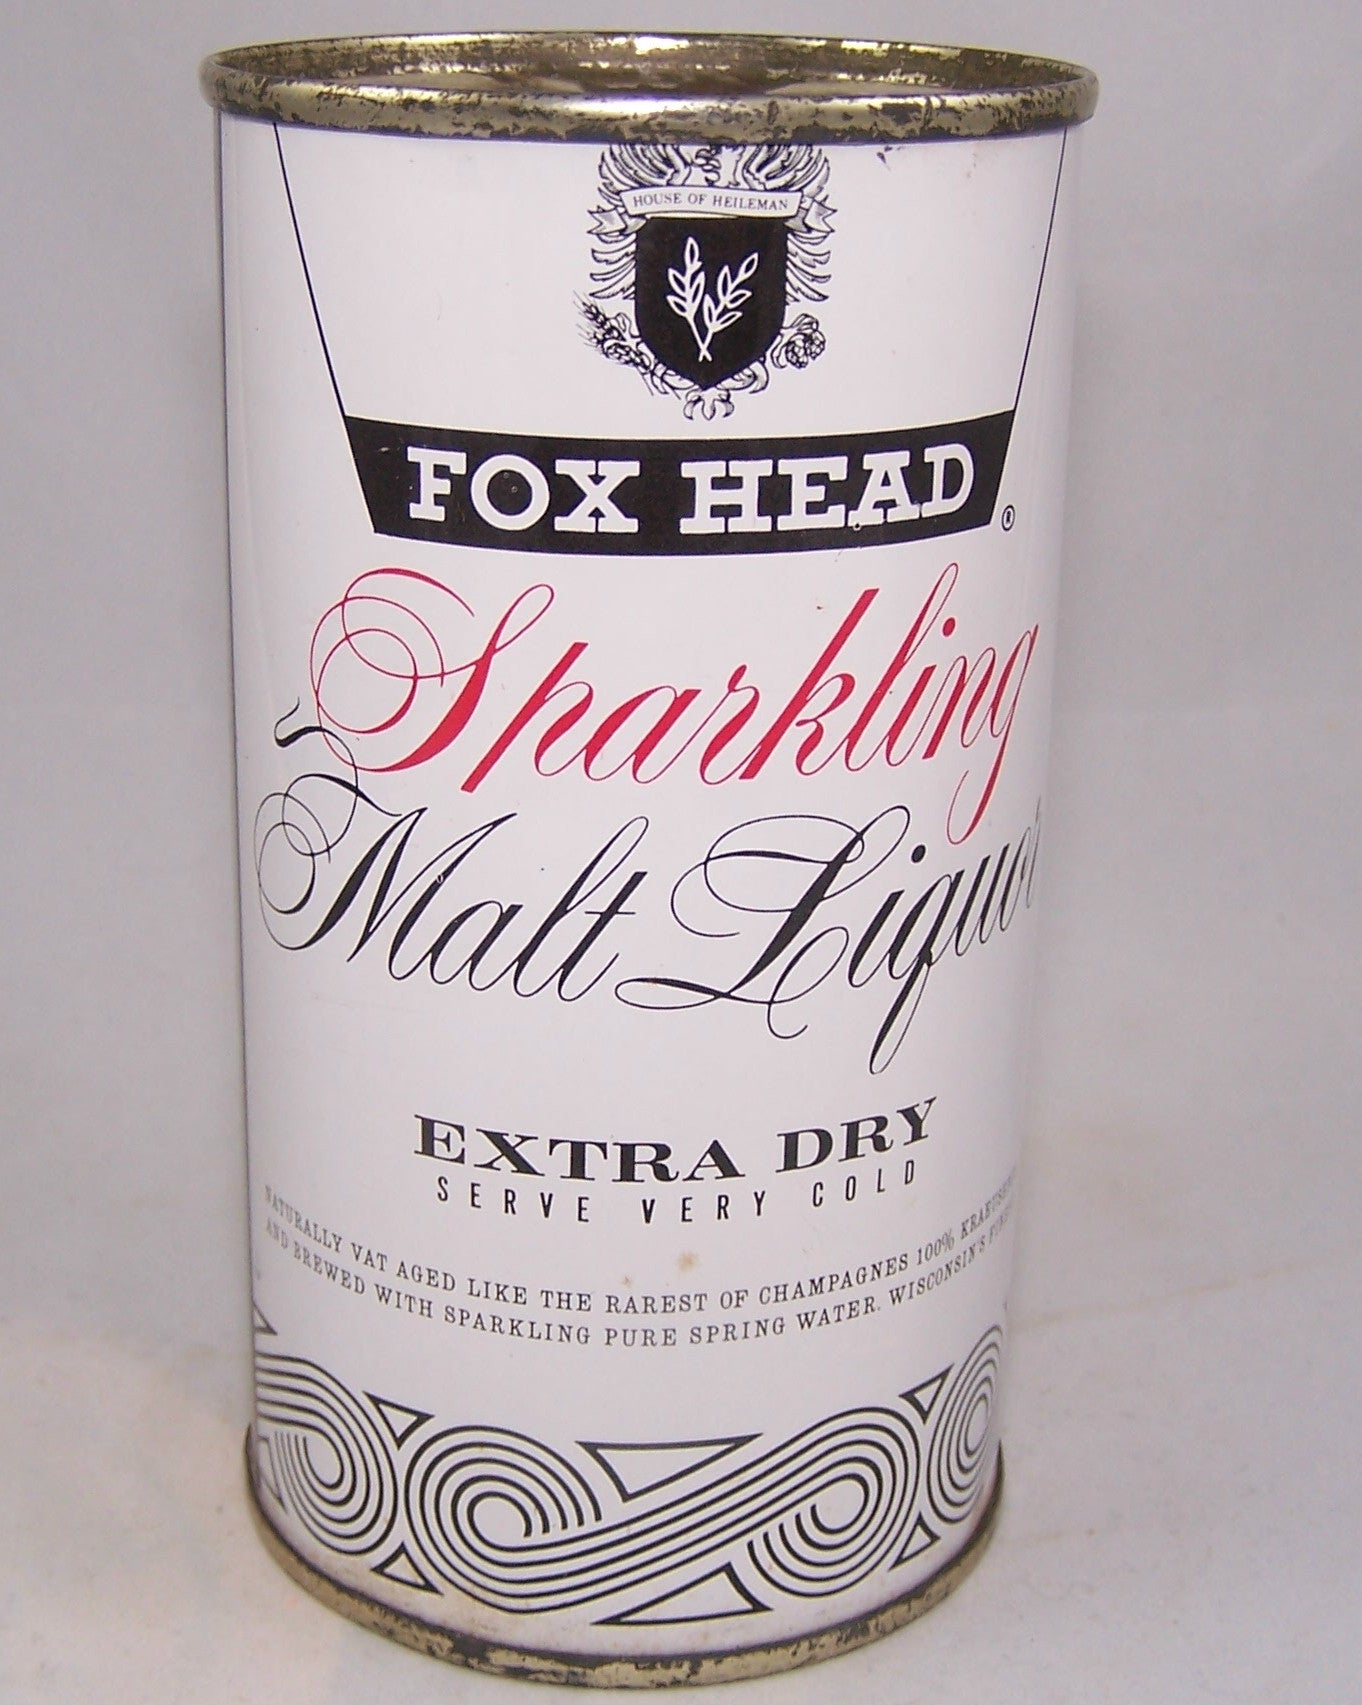 HOUSE OF HEILEMAN
FOX HEAD ®
Sparkling
Malt Liquor
EXTRA DRY
SERVE VERY COLD
NATURALLY VAT AGED LIKE THE RAREST OF CHAMPAGNES 100%
AND BREWED WITH SPARKLING PURE SPRING WATER. WISCONSIN'S